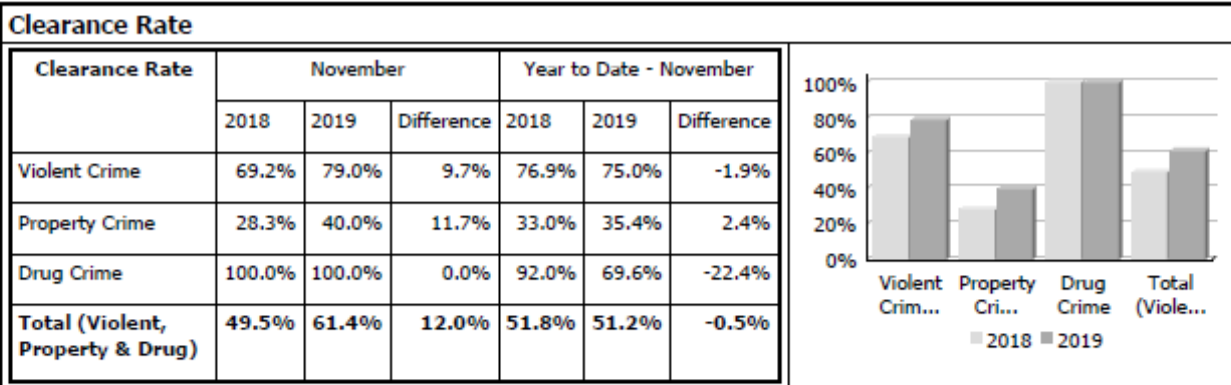 Clearance Rate
Clearance Rate November Year to Date - November
2018 2019 Difference 2018 2019 Difference
Violent Crime 69.2% 79.0% 9.7% 76.9% 75.0% -1.9%
Property Crime 28.3% 40.0% 11.7% 33.0% 35.4% 2.4%
Drug Crime 100.0% 100.0% 0.0% 92.0% 69.6% -22.4%
Total (Violent, 49.5% 61.4% 12.0% 51.8% 51.2% -0.5%
Property & Drug)
100%
80%
60%
40%
20%
0%
Violent Property Drug Total
Crim... Cri... Crime (Viole...
2018 2019